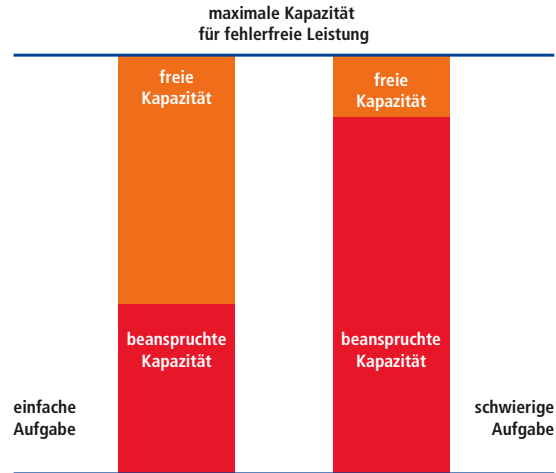 maximale Kapazität
für fehlerfreie Leistung
freie
Kapazität
freie
Kapazität
beanspruchte
Kapazität
beanspruchte
Kapazität
einfache
Aufgabe
schwierige
Aufgabe